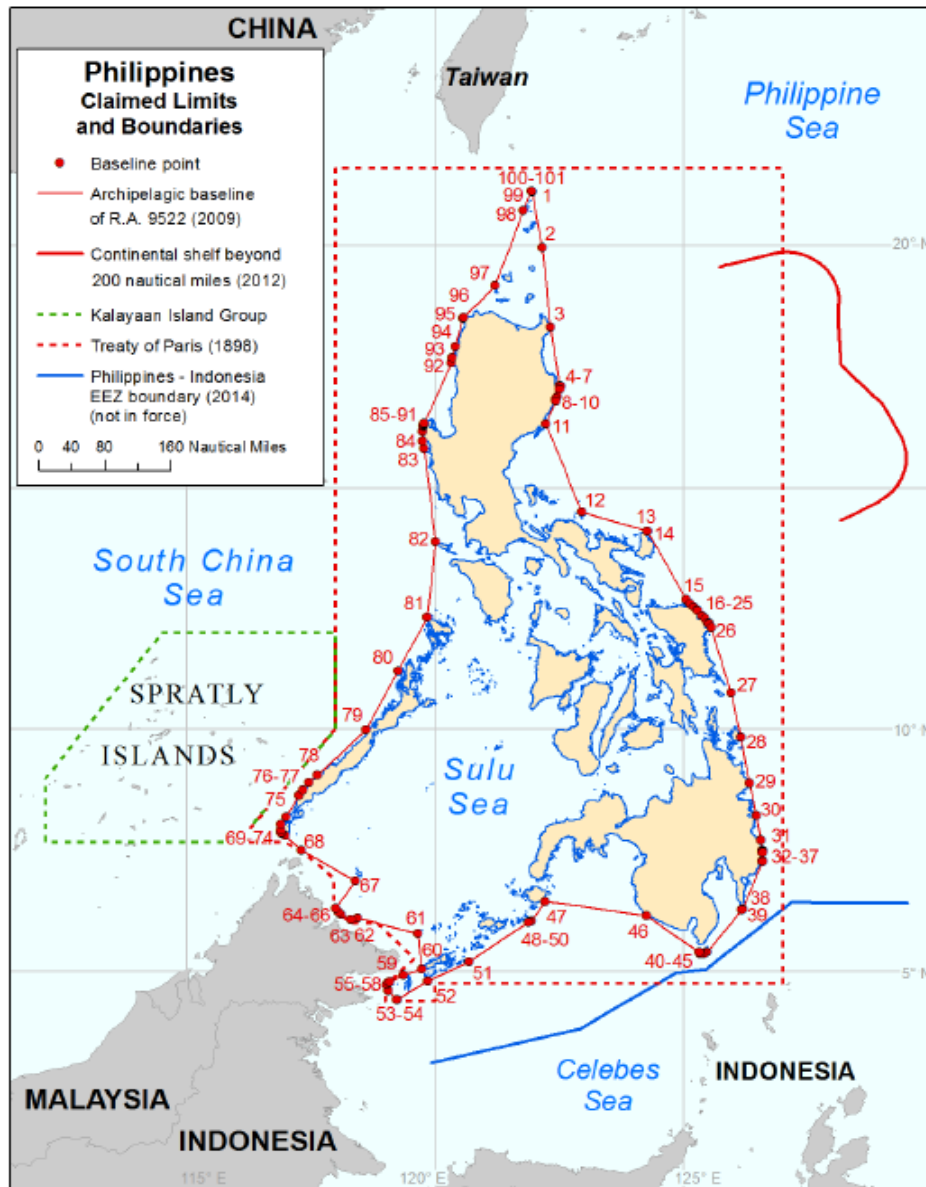 CHINA
Philippines
Claimed Limits
and Boundaries
Baseline point
Archipelagic baseline
of R.A. 9522 (2009)
Continental shelf beyond
200 nautical miles (2012)
Kalayaan Island Group
Treaty of Paris (1898)
Philippines - Indonesia
EEZ boundary (2014)
(not in force)
0 40 80 160 Nautical Miles
Taiwan
Philippine
Sea
100-101
99
1
98
2
20° N
97
96
3
95
94
93
92
4-7
8-10
85-91
11
84
83
12
13
14
82
South China
Sea
15
16-25
26
81
80
27
SPRATLY
ISLANDS
79
28
10° N
78
76-77
Sulu
Sea
29
75
30
69-74
31
68
32-37
67
38
64-66
47
39
63
62
61
46
48-50
60
40-45
59
51
55-58
52
5° N
53-54
Celebes
Sea
INDONESIA
MALAYSIA
INDONESIA
115° E
120° E
125° E